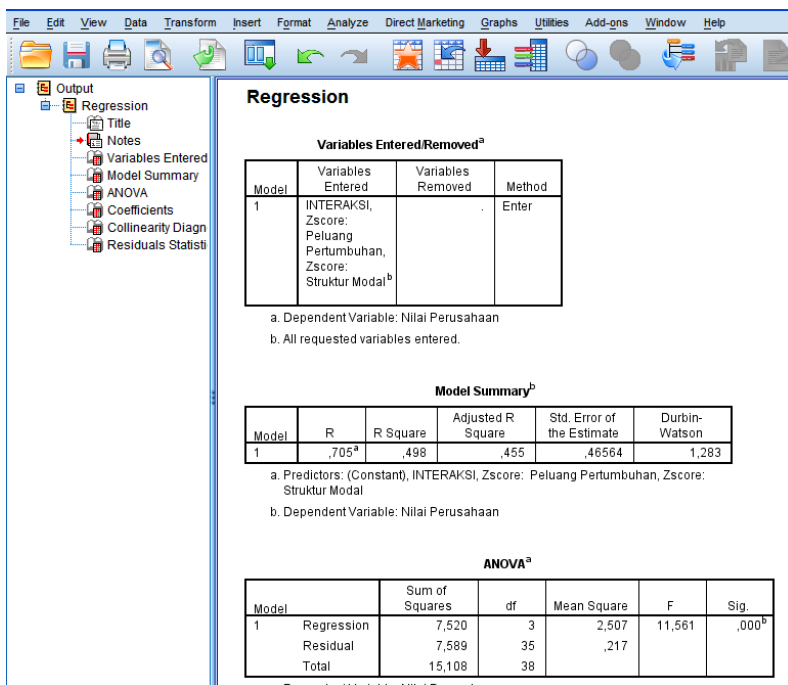 File Edit View Data Transform Insert Format Analyze Direct Marketing Graphs Utilities Add-ons Window Help
Output
Regression
Title
Notes
Variables Entered
Model Summary
ANOVA
Coefficients
Collinearity Diagn
Residuals Statisti
Regression
Variables Entered/Removedᵃ
Model Variables Entered Variables Removed Method
1 INTERAKSI, . Enter
Zscore:
Peluang
Pertumbuhan,
Zscore:
Struktur Modalᵇ
a. Dependent Variable: Nilai Perusahaan
b. All requested variables entered.
Model Summaryᵇ
Model R R Square Adjusted R Square Std. Error of the Estimate Durbin-Watson
1 ,705ᵃ ,498 ,455 ,46564 1,283
a. Predictors: (Constant), INTERAKSI, Zscore: Peluang Pertumbuhan, Zscore:
Struktur Modal
b. Dependent Variable: Nilai Perusahaan
ANOVAᵃ
Model Sum of Squares df Mean Square F Sig.
1 Regression 7,520 3 2,507 11,561 ,000ᵇ
Residual 7,589 35 ,217
Total 15,108 38